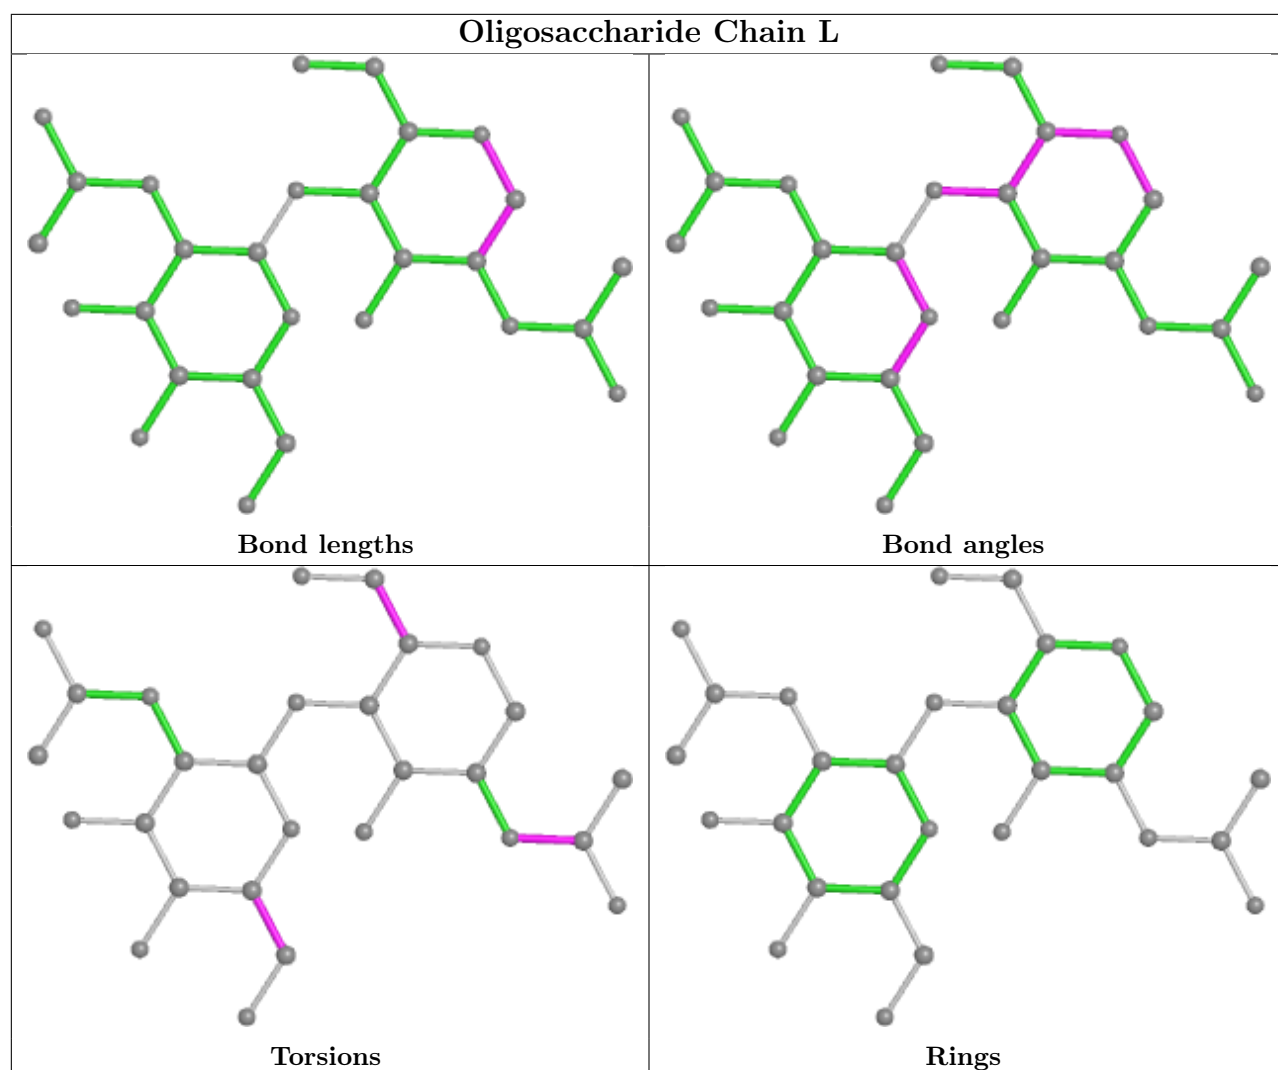 Oligosaccharide Chain L
Bond lengths
Bond angles
Torsions
Rings